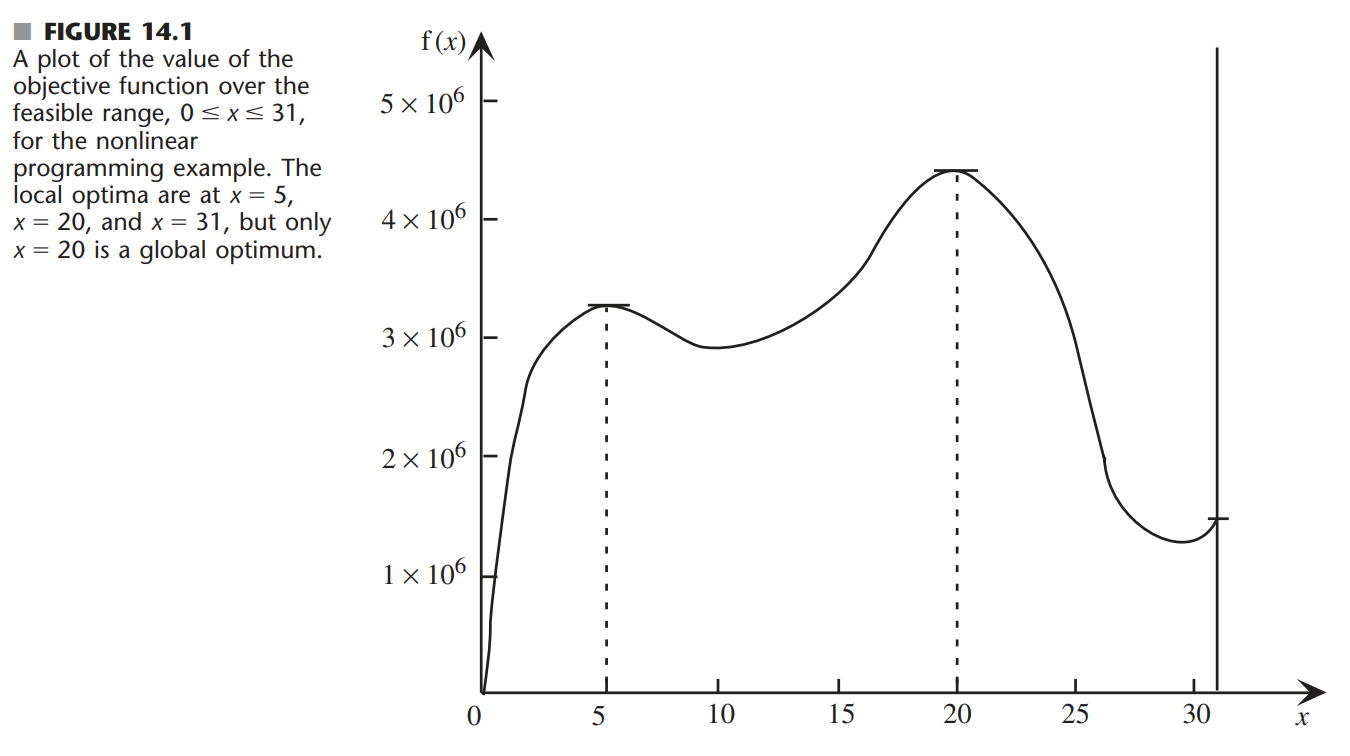 ■ FIGURE 14.1
A plot of the value of the
objective function over the
feasible range, 0 ≤ x ≤ 31,
for the nonlinear
programming example. The
local optima are at x = 5,
x = 20, and x = 31, but only
x = 20 is a global optimum.
f(x)
5 × 10⁶
4 × 10⁶
3 × 10⁶
2 × 10⁶
1 × 10⁶
0 5 10 15 20 25 30 x